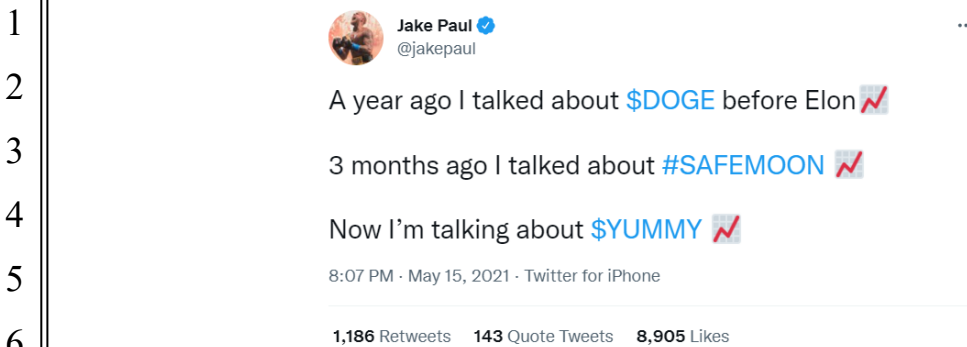 1
Jake Paul
@jakepaul
2
A year ago I talked about $DOGE before Elon📈
3
3 months ago I talked about #SAFEMOON 📈
4
Now I’m talking about $YUMMY 📈
5
8:07 PM · May 15, 2021 · Twitter for iPhone
6
1,186 Retweets 143 Quote Tweets 8,905 Likes